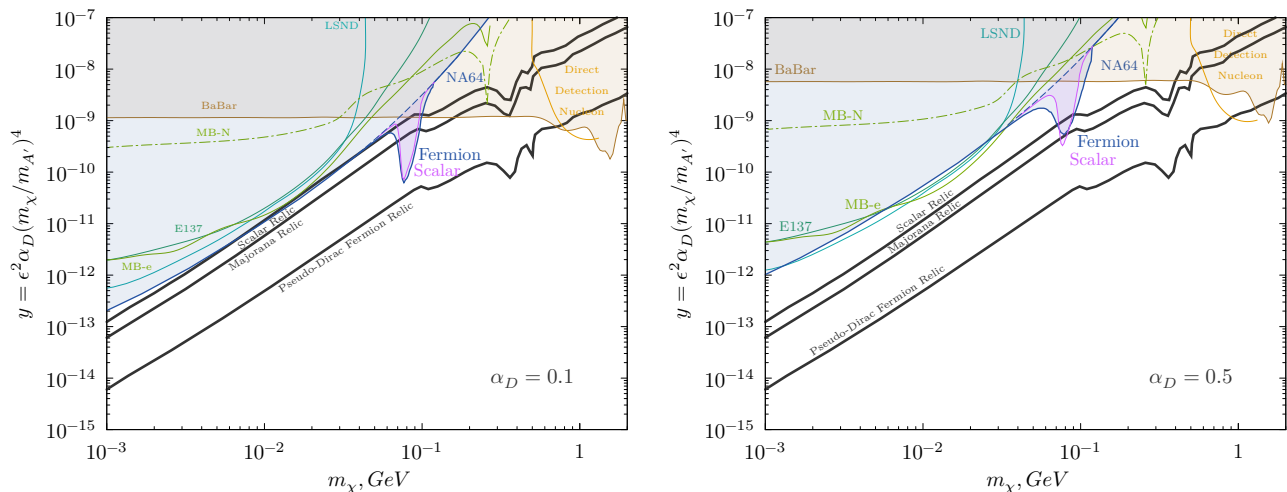 10⁻⁷
10⁻⁸
10⁻⁹
10⁻¹⁰
10⁻¹¹
10⁻¹²
10⁻¹³
10⁻¹⁴
10⁻¹⁵
y = ϵ²α_D(m_χ/m_A′)⁴
LSND
NA64
Direct
Detection
Nucleon
BaBar
MB-N
Fermion
Scalar
E137
MB-e
Scalar Relic
Majorana Relic
Pseudo-Dirac Fermion Relic
α_D = 0.1
10⁻³
10⁻²
10⁻¹
1
m_χ, GeV
10⁻⁷
10⁻⁸
10⁻⁹
10⁻¹⁰
10⁻¹¹
10⁻¹²
10⁻¹³
10⁻¹⁴
10⁻¹⁵
y = ϵ²α_D(m_χ/m_A′)⁴
LSND
Direct
Detection
Nucleon
BaBar
NA64
MB-N
Fermion
Scalar
MB-e
E137
Scalar Relic
Majorana Relic
Pseudo-Dirac Fermion Relic
α_D = 0.5
10⁻³
10⁻²
10⁻¹
1
m_χ, GeV